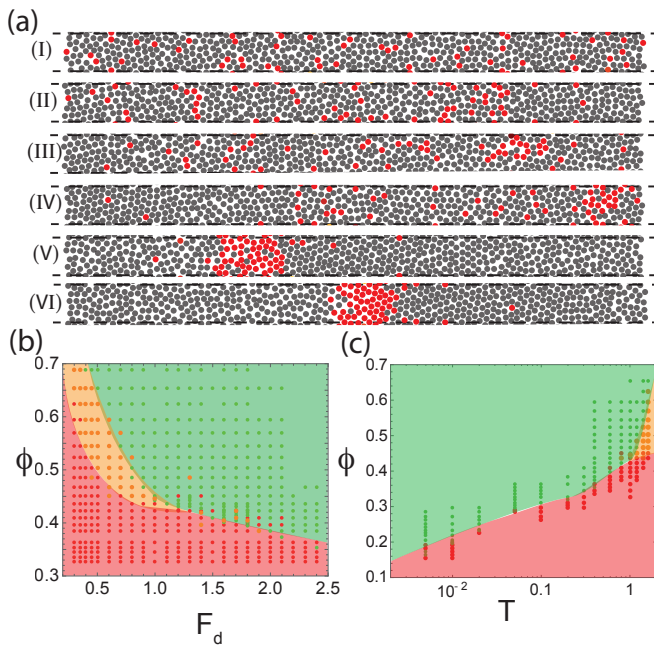 (a)
(I)
(II)
(III)
(IV)
(V)
(VI)
(b)
0.7
0.6
ϕ
0.5
0.4
0.3
0.5 1.0 1.5 2.0 2.5
F_d
(c)
0.7
0.6
0.5
ϕ
0.4
0.3
0.2
0.1
10⁻² 0.1 1
T